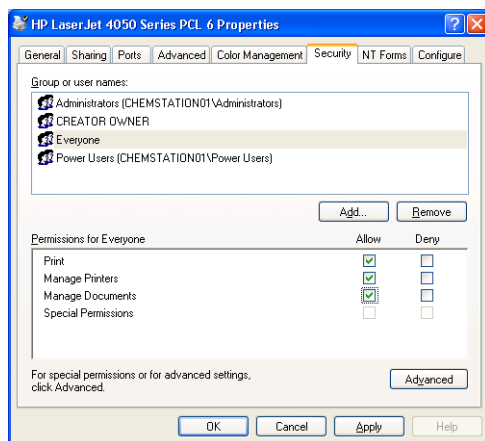 HP LaserJet 4050 Series PCL 6 Properties
General Sharing Ports Advanced Color Management Security NT Forms Configure
Group or user names:
Administrators (CHEMSTATION01\Administrators)
CREATOR OWNER
Everyone
Power Users (CHEMSTATION01\Power Users)
Add... Remove
Permissions for Everyone Allow Deny
Print
Manage Printers
Manage Documents
Special Permissions
For special permissions or for advanced settings,
click Advanced.
Advanced
OK Cancel Apply Help